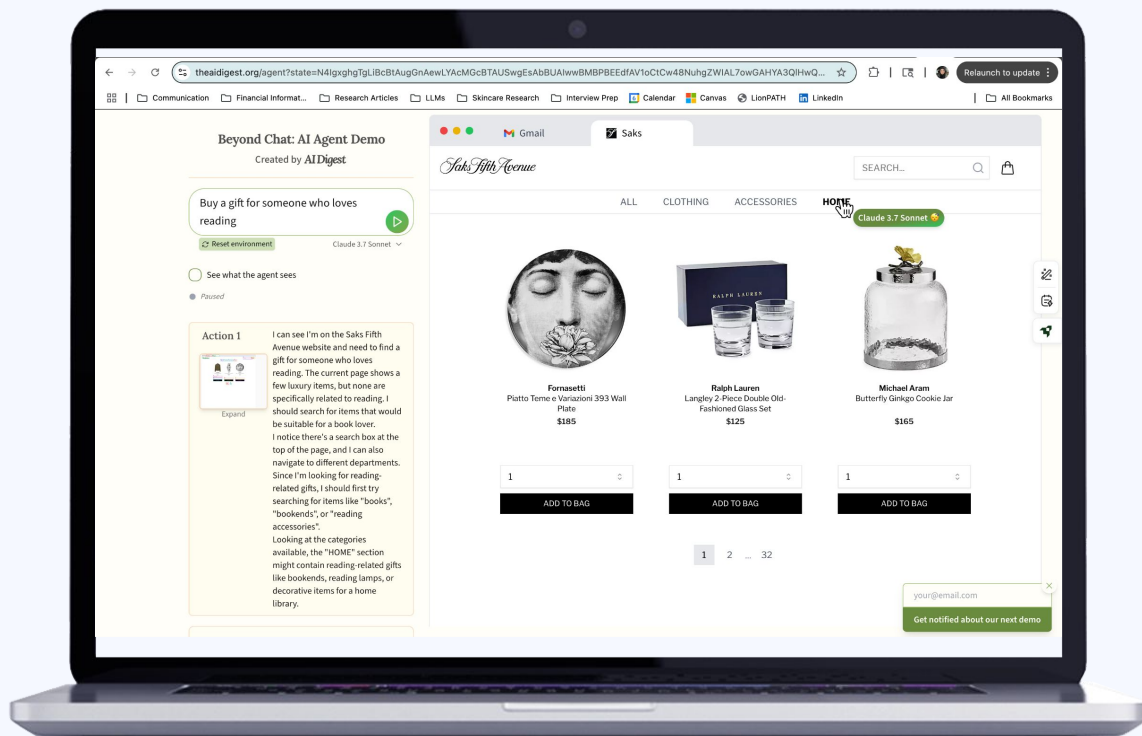 theaidigest.org/agent?state=N4IgxghgTgLiBcBtAugGnAewLYAcMGcBTAUSwgEsAbBUAIwwBMBPBEEdfAV1oCtCw48NuhgZWIAL7owGAHYA3QIHwQ...
Relaunch to update
Communication
Financial Informat...
Research Articles
LLMs
Skincare Research
Interview Prep
Calendar
Canvas
LionPATH
LinkedIn
All Bookmarks
Beyond Chat: AI Agent Demo
Created by AI Digest
Buy a gift for someone who loves
reading
Reset environment
Claude 3.7 Sonnet
See what the agent sees
Paused
Action 1
Expand
I can see I'm on the Saks Fifth
Avenue website and need to find a
gift for someone who loves
reading. The current page shows a
few luxury items, but none are
specifically related to reading. I
should search for items that would
be suitable for a book lover.
I notice there's a search box at the
top of the page, and I can also
navigate to different departments.
Since I'm looking for reading-
related gifts, I should first try
searching for items like "books",
"bookends", or "reading
accessories".
Looking at the categories
available, the "HOME" section
might contain reading-related gifts
like bookends, reading lamps, or
decorative items for a home
library.
Gmail
Saks
Saks Fifth Avenue
SEARCH...
ALL
CLOTHING
ACCESSORIES
HOME
Claude 3.7 Sonnet
RALPH LAUREN
Fornasetti
Piatto Teme e Variazioni 393 Wall
Plate
$185
Ralph Lauren
Langley 2-Piece Double Old-
Fashioned Glass Set
$125
Michael Aram
Butterfly Ginkgo Cookie Jar
$165
1
1
1
ADD TO BAG
ADD TO BAG
ADD TO BAG
1 2 ... 32
your@email.com
Get notified about our next demo